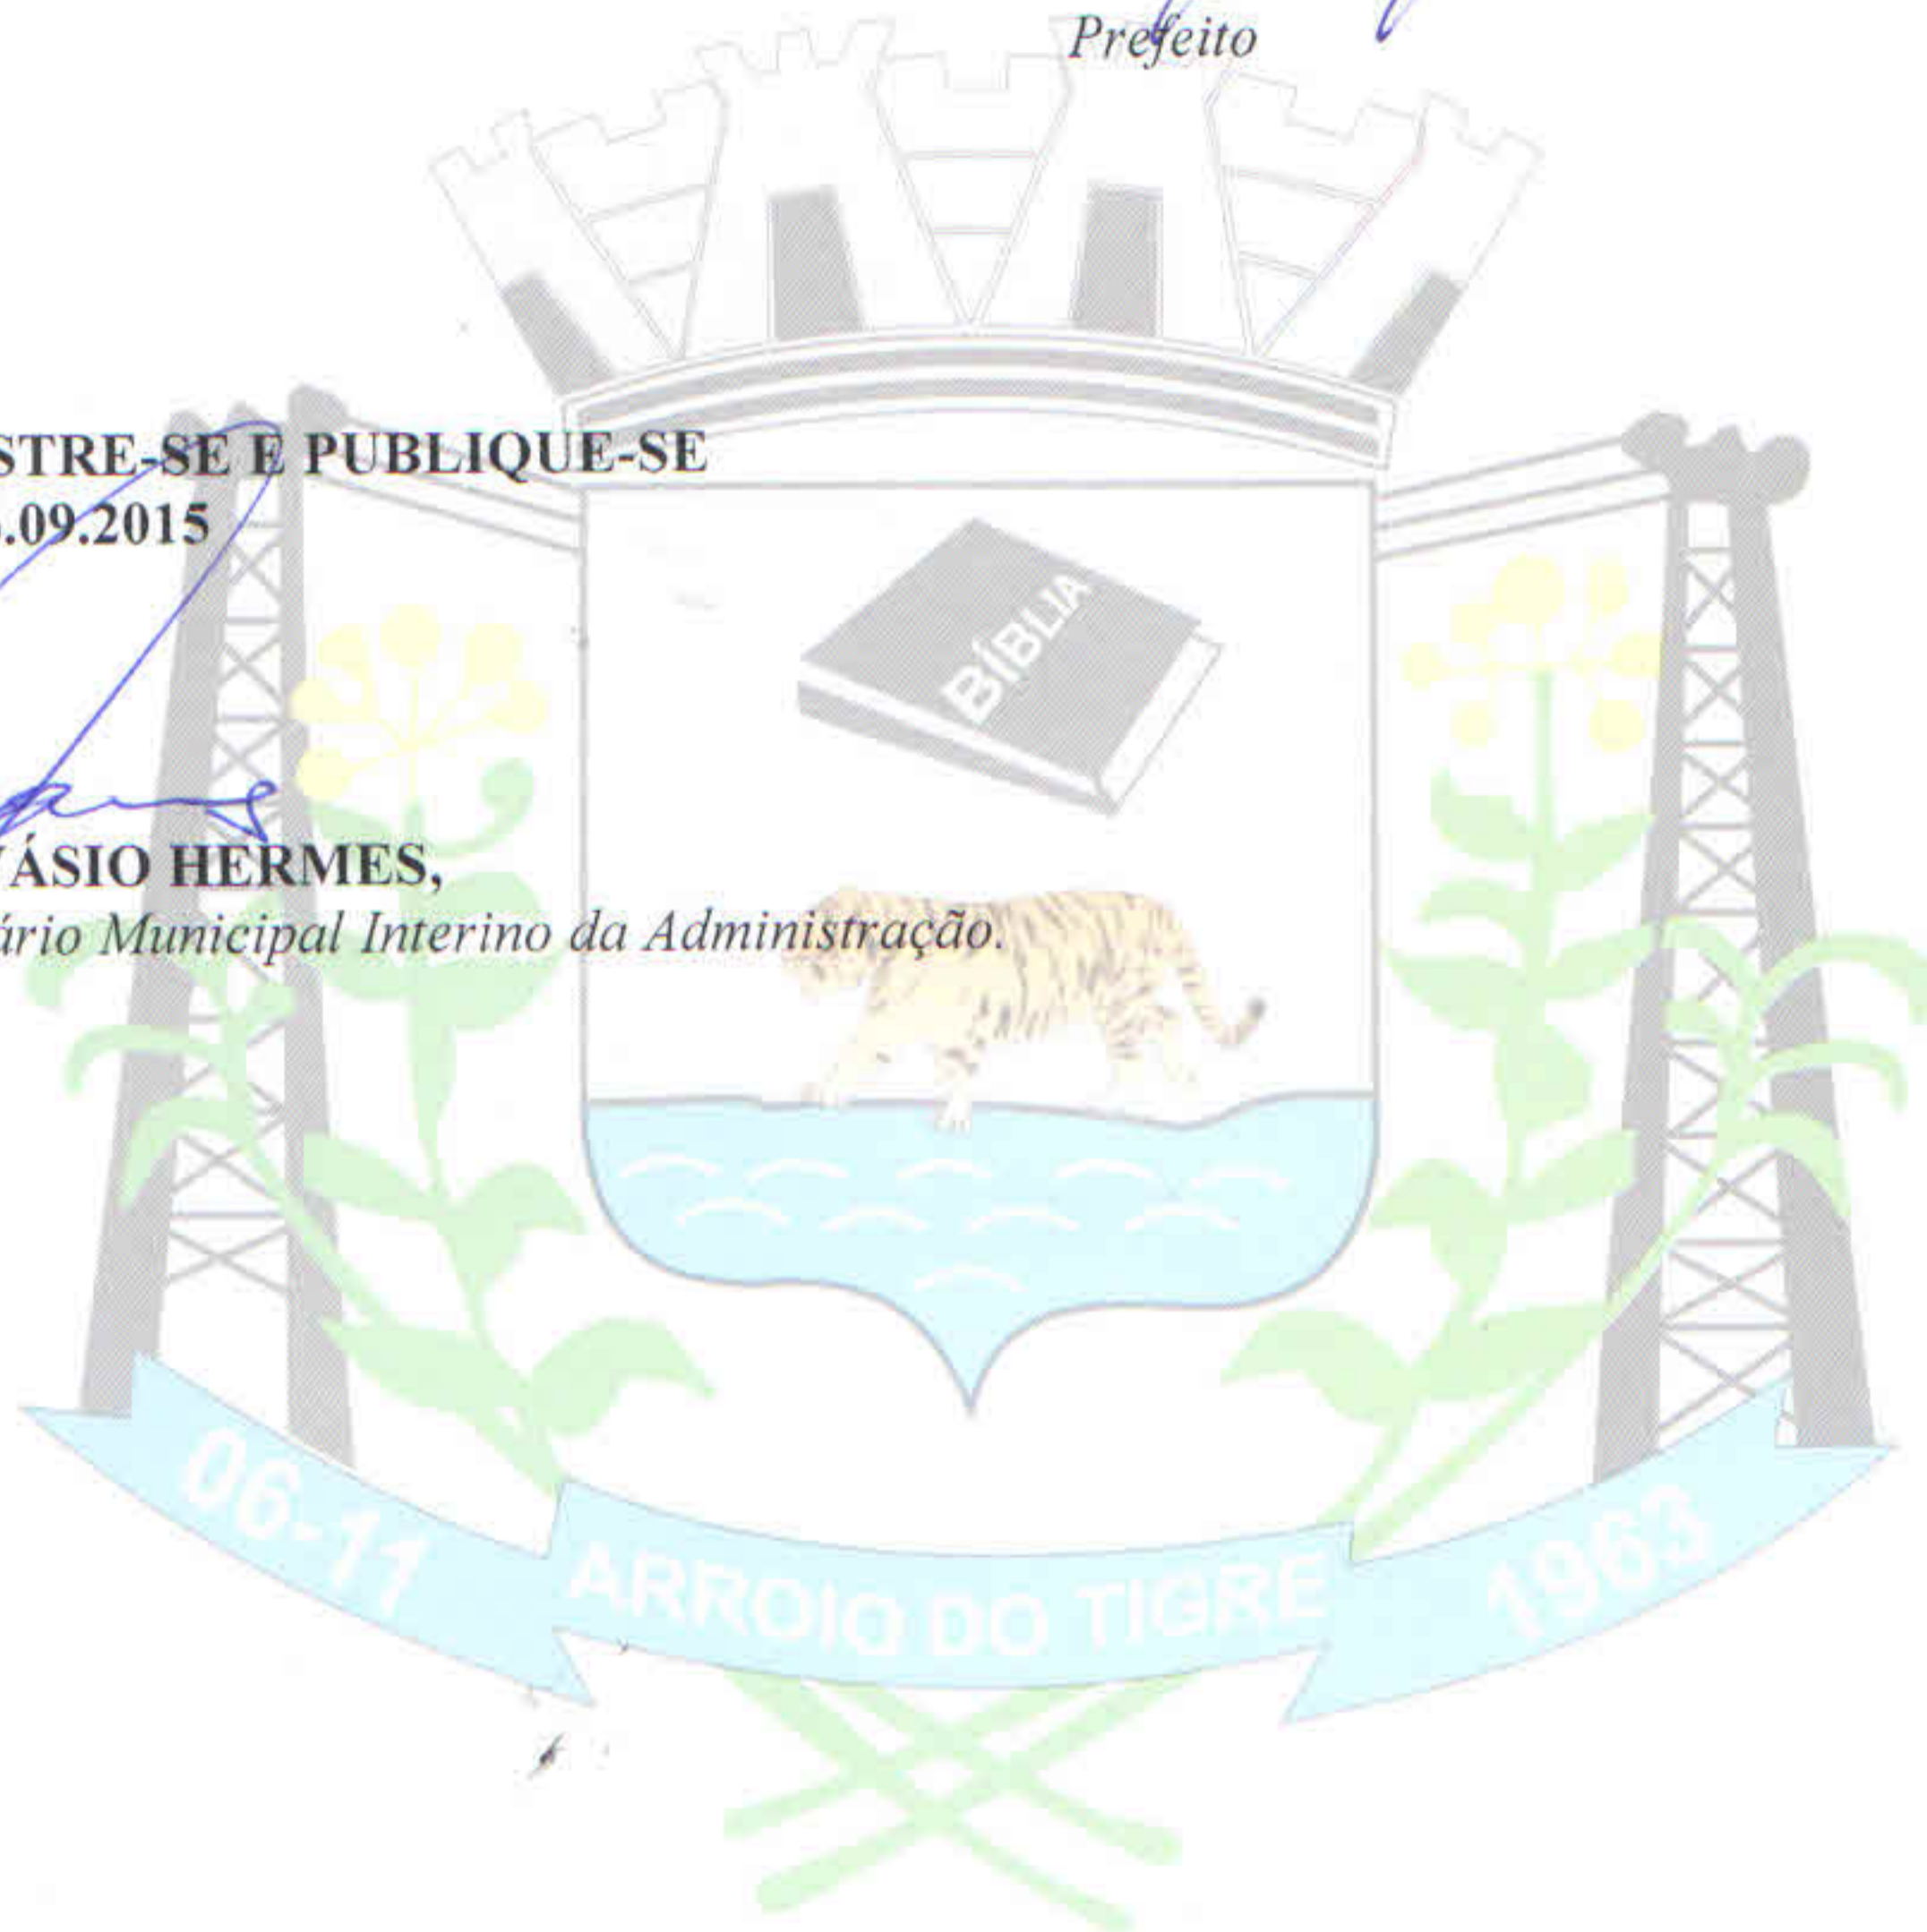 Prefeito
STRE-SE E PUBLIQUE-SE
.09.2015
BÍBLIA
VÁSIO HERMES,
ário Municipal Interino da Administração.
06-11
ARROIO DO TIGRE
1963